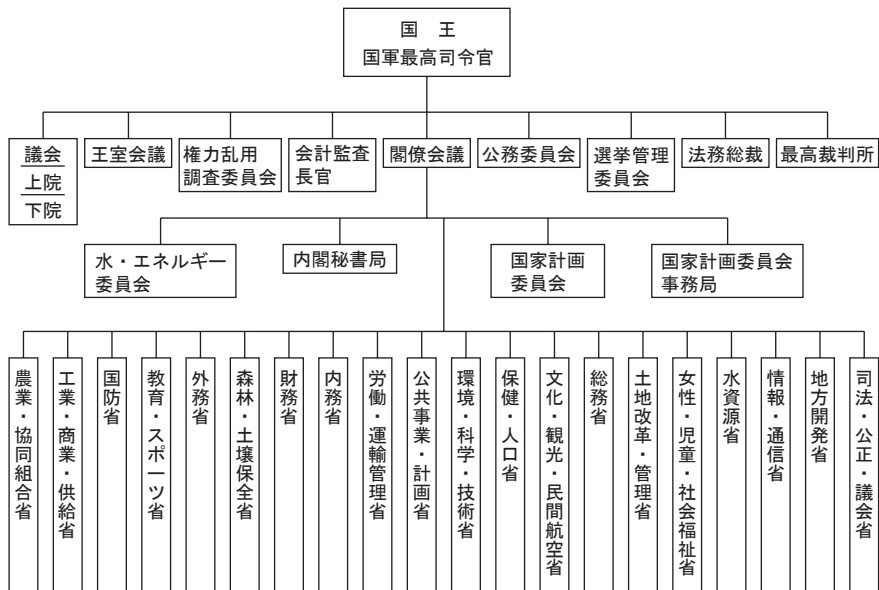 国　王
国軍最高司令官
議会
上院
下院
王室会議
権力乱用
調査委員会
会計監査
長官
閣僚会議
公務委員会
選挙管理
委員会
法務総裁
最高裁判所
水・エネルギー
委員会
内閣秘書局
国家計画
委員会
国家計画委員会
事務局
農業・協同組合省
工業・商業・供給省
国防省
教育・スポーツ省
外務省
森林・土壌保全省
財務省
内務省
労働・運輸管理省
公共事業・計画省
環境・科学・技術省
保健・人口省
文化・観光・民間航空省
総務省
土地改革・管理省
女性・児童・社会福祉省
水資源省
情報・通信省
地方開発省
司法・公正・議会省